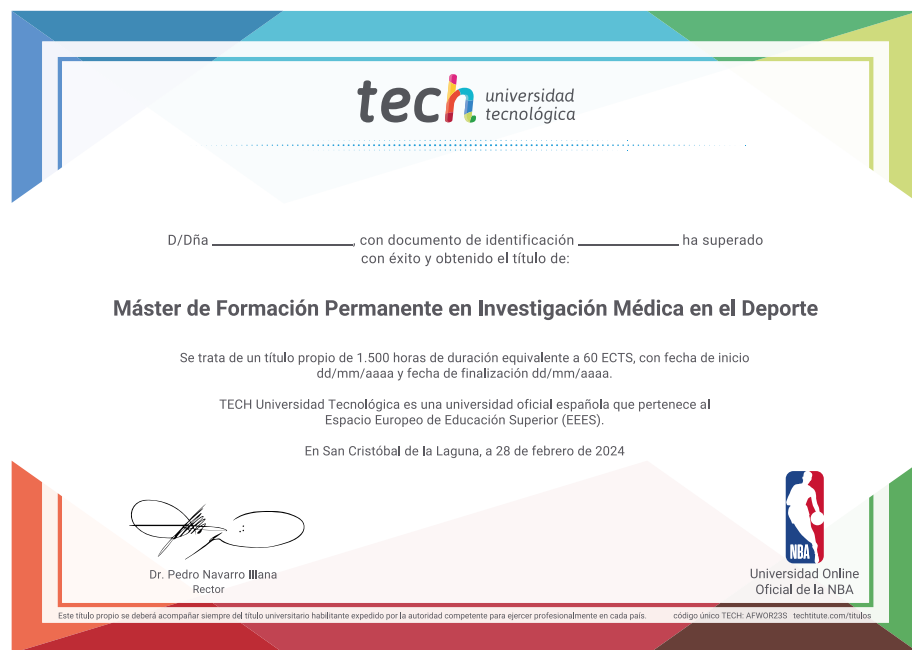 tech universidad
tecnológica
D/Dña ____________, con documento de identificación ____________ ha superado
con éxito y obtenido el título de:
Máster de Formación Permanente en Investigación Médica en el Deporte
Se trata de un título propio de 1.500 horas de duración equivalente a 60 ECTS, con fecha de inicio
dd/mm/aaaa y fecha de finalización dd/mm/aaaa.
TECH Universidad Tecnológica es una universidad oficial española que pertenece al
Espacio Europeo de Educación Superior (EEES).
En San Cristóbal de la Laguna, a 28 de febrero de 2024
Dr. Pedro Navarro Illana
Rector
NBA
Universidad Online
Oficial de la NBA
Este título propio se deberá acompañar siempre del título universitario habilitante expedido por la autoridad competente para ejercer profesionalmente en cada país. código único TECH: AFWOR23S techtitute.com/titulos